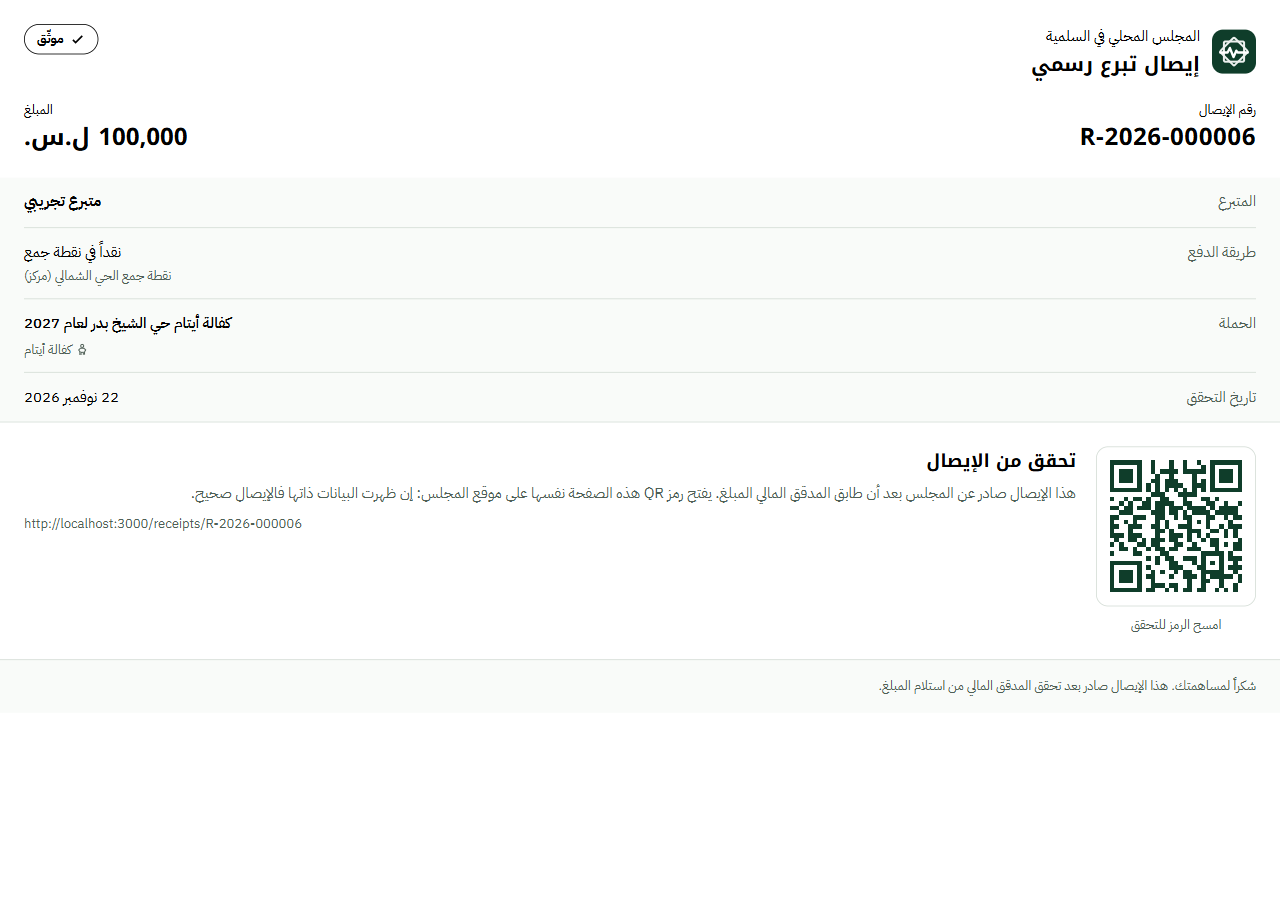 المجلس المحلي في السلمية
إيصال تبرع رسمي
موثّق
رقم الإيصال
R-2026-000006
المبلغ
100,000 ل.س.
المتبرع
متبرع تجريبي
طريقة الدفع
نقداً في نقطة جمع
نقطة جمع الحي الشمالي (مركز)
الحملة
كفالة أيتام حي الشيخ بدر لعام 2027
كفالة أيتام
تاريخ التحقق
22 نوفمبر 2026
تحقق من الإيصال
هذا الإيصال صادر عن المجلس بعد أن طابق المدقق المالي المبلغ. يفتح رمز QR هذه الصفحة نفسها على موقع المجلس: إن ظهرت البيانات ذاتها فالإيصال صحيح.
http://localhost:3000/receipts/R-2026-000006
امسح الرمز للتحقق
شكراً لمساهمتك. هذا الإيصال صادر بعد تحقق المدقق المالي من استلام المبلغ.